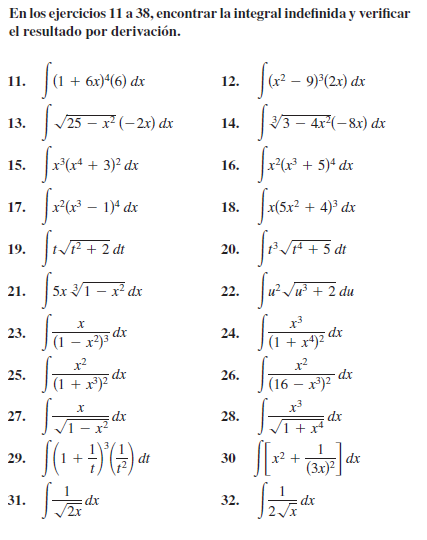 En los ejercicios 11 a 38, encontrar la integral indefinida y verificar
el resultado por derivación.
11. ∫(1 + 6x)⁴(6) dx 12. ∫(x² − 9)³(2x) dx
13. ∫√(25 − x²) (−2x) dx 14. ∫∛(3 − 4x²)(−8x) dx
15. ∫x³(x⁴ + 3)² dx 16. ∫x²(x³ + 5)⁴ dx
17. ∫x²(x³ − 1)⁴ dx 18. ∫x(5x² + 4)³ dx
19. ∫t√(t² + 2) dt 20. ∫t³√(t⁴ + 5) dt
21. ∫5x ∛(1 − x²) dx 22. ∫u²√(u³ + 2) du
23. ∫x/(1 − x²)³ dx 24. ∫x³/(1 + x⁴)² dx
25. ∫x²/(1 + x³)² dx 26. ∫x²/(16 − x³)² dx
27. ∫x/√(1 − x²) dx 28. ∫x³/√(1 + x⁴) dx
29. ∫(1 + 1/t)³(1/t²) dt 30 ∫[x² + 1/(3x)²] dx
31. ∫1/√(2x) dx 32. ∫1/(2√x) dx